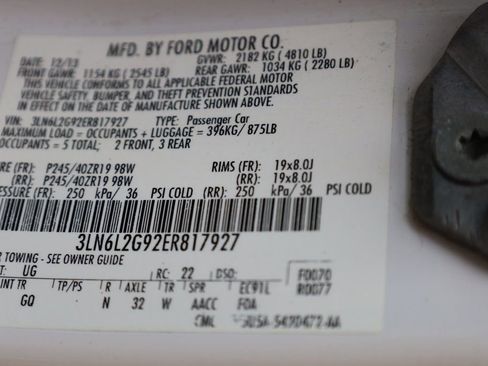 MFD. BY FORD MOTOR CO.
DATE: 12/13 GVWR: 2182 KG ( 4810 LB)
FRONT GAWR: 1154 KG ( 2545 LB) REAR GAWR: 1034 KG ( 2280 LB)
THIS VEHICLE CONFORMS TO ALL APPLICABLE FEDERAL MOTOR
VEHICLE SAFETY, BUMPER, AND THEFT PREVENTION STANDARDS
IN EFFECT ON THE DATE OF MANUFACTURE SHOWN ABOVE.
VIN: 3LN6L2G92ER817927 TYPE: Passenger Car
MAXIMUM LOAD = OCCUPANTS + LUGGAGE = 396KG/ 875LB
OCCUPANTS = 5 TOTAL; 2 FRONT, 3 REAR
RE (FR): P245/40ZR19 98W RIMS (FR): 19x8.0J
(RR): P245/40ZR19 98W (RR): 19x8.0J
ESSURE (FR): 250 kPa/ 36 PSI COLD (RR): 250 kPa/ 36 PSI COLD
3LN6L2G92ER817927
R TOWING - SEE OWNER GUIDE
T: UG RC: 22 DSO: F0070
INT TR TP/PS R AXLE TR SPR EC91L R0077
GQ N 32 W AACC FOA